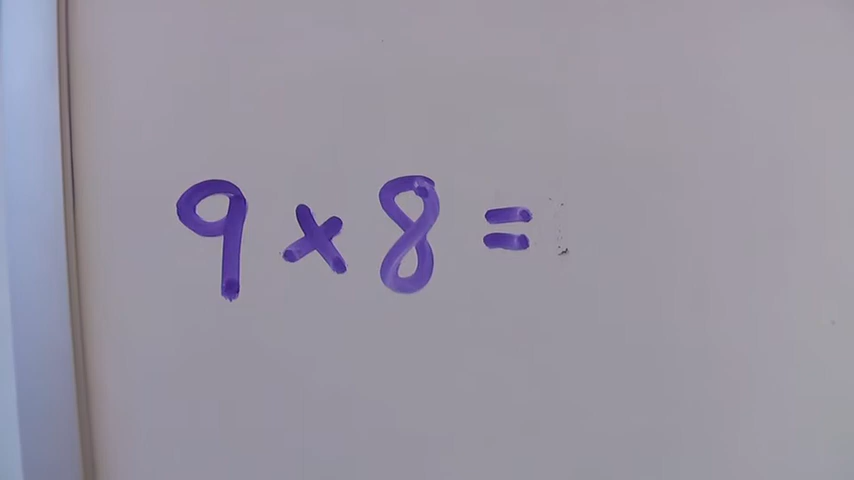 9 × 8 =